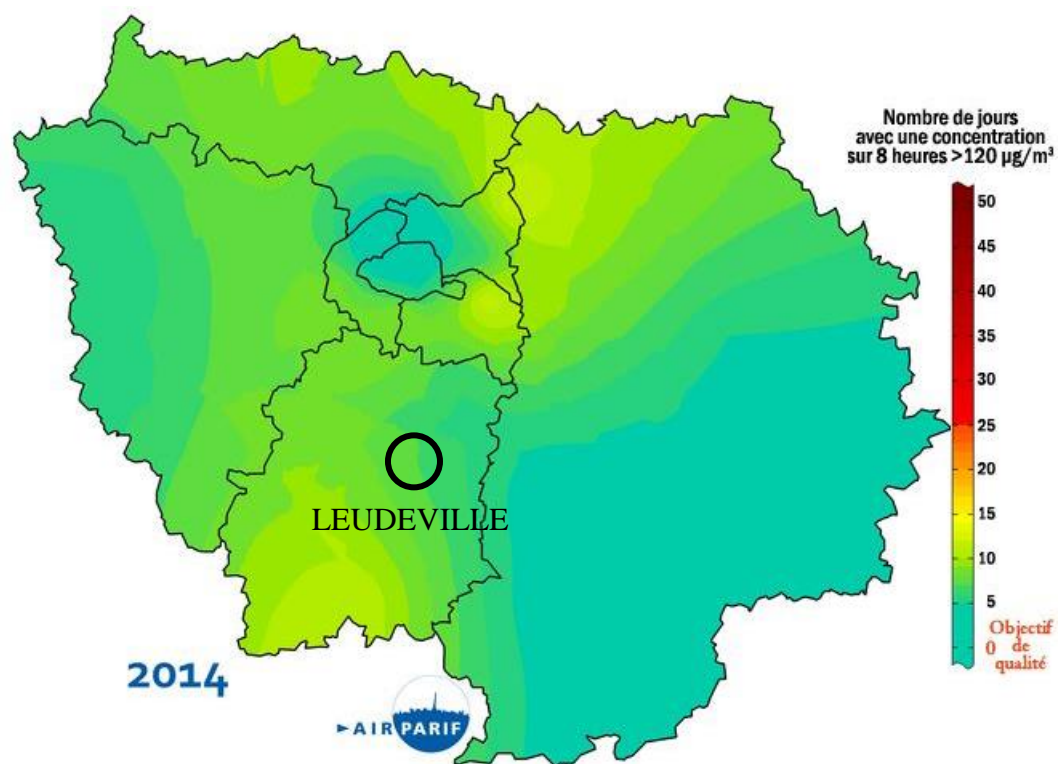 Nombre de jours
avec une concentration
sur 8 heures >120 µg/m³
50
45
40
35
30
25
20
15
10
5
0
Objectif
de
qualité
LEUDEVILLE
2014
AIRPARIF